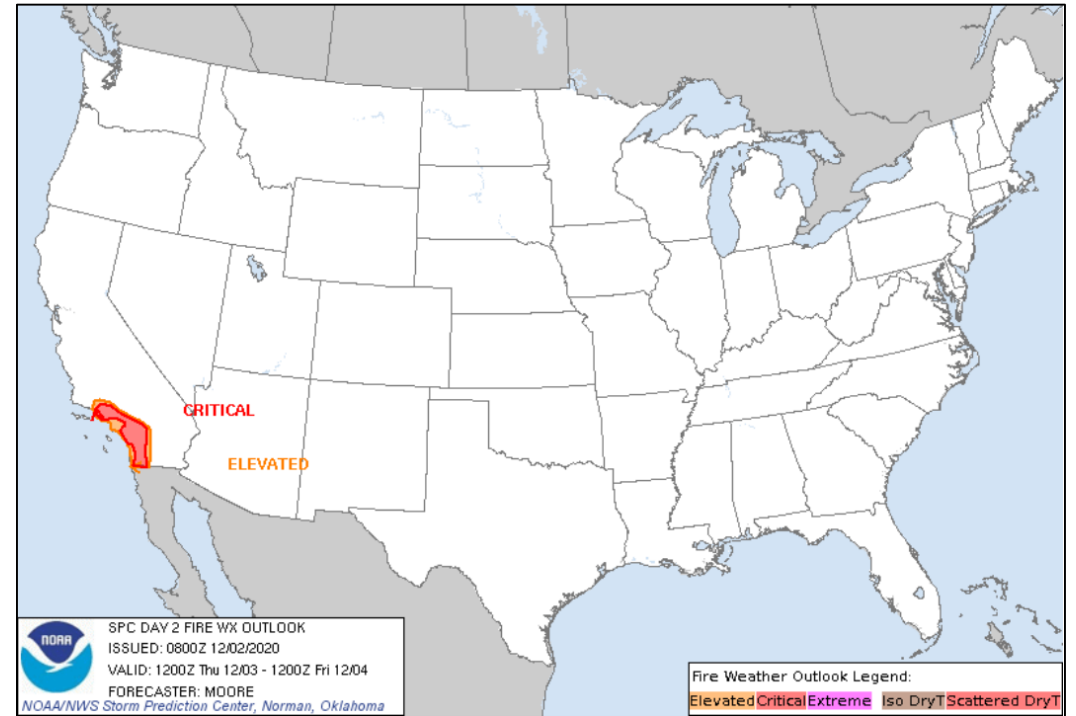 CRITICAL
ELEVATED
NOAA
SPC DAY 2 FIRE WX OUTLOOK
ISSUED: 0800Z 12/02/2020
VALID: 1200Z Thu 12/03 - 1200Z Fri 12/04
FORECASTER: MOORE
NOAA/NWS Storm Prediction Center, Norman, Oklahoma
Fire Weather Outlook Legend:
Elevated Critical Extreme Iso DryT Scattered DryT